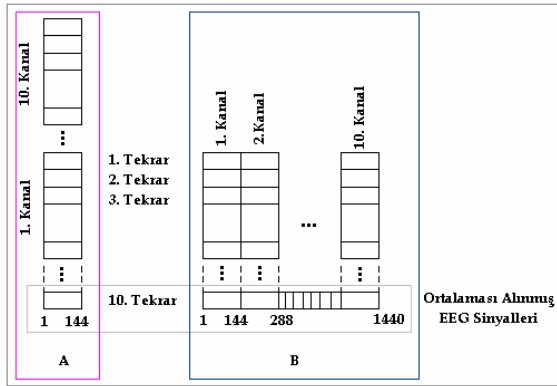 10. Kanal
...
1. Kanal
...
1. Tekrar
2. Tekrar
3. Tekrar
10. Tekrar
1 144
A
1. Kanal
2.Kanal
10. Kanal
...
... ...
1 144 288 1440
B
Ortalaması Alınmış
EEG Sinyalleri